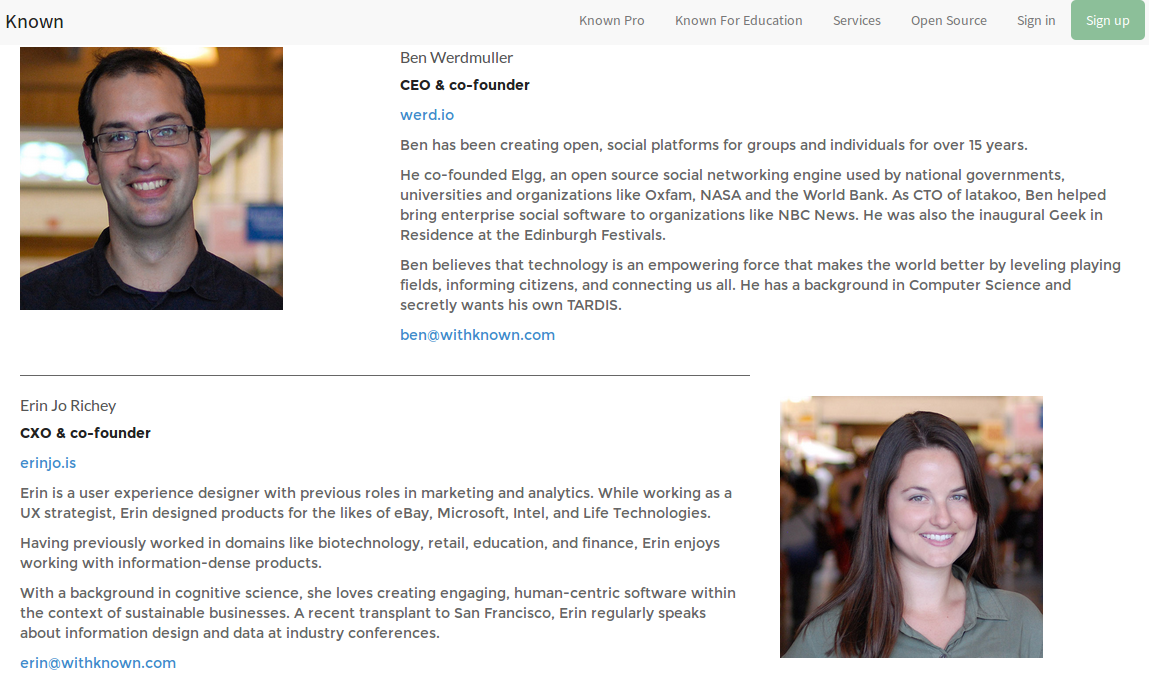 Known
Known Pro
Known For Education
Services
Open Source
Sign in
Sign up
Ben Werdmuller
CEO & co-founder
werd.io
Ben has been creating open, social platforms for groups and individuals for over 15 years.
He co-founded Elgg, an open source social networking engine used by national governments,
universities and organizations like Oxfam, NASA and the World Bank. As CTO of latakoo, Ben helped
bring enterprise social software to organizations like NBC News. He was also the inaugural Geek in
Residence at the Edinburgh Festivals.
Ben believes that technology is an empowering force that makes the world better by leveling playing
fields, informing citizens, and connecting us all. He has a background in Computer Science and
secretly wants his own TARDIS.
ben@withknown.com
Erin Jo Richey
CXO & co-founder
erinjo.is
Erin is a user experience designer with previous roles in marketing and analytics. While working as a
UX strategist, Erin designed products for the likes of eBay, Microsoft, Intel, and Life Technologies.
Having previously worked in domains like biotechnology, retail, education, and finance, Erin enjoys
working with information-dense products.
With a background in cognitive science, she loves creating engaging, human-centric software within
the context of sustainable businesses. A recent transplant to San Francisco, Erin regularly speaks
about information design and data at industry conferences.
erin@withknown.com